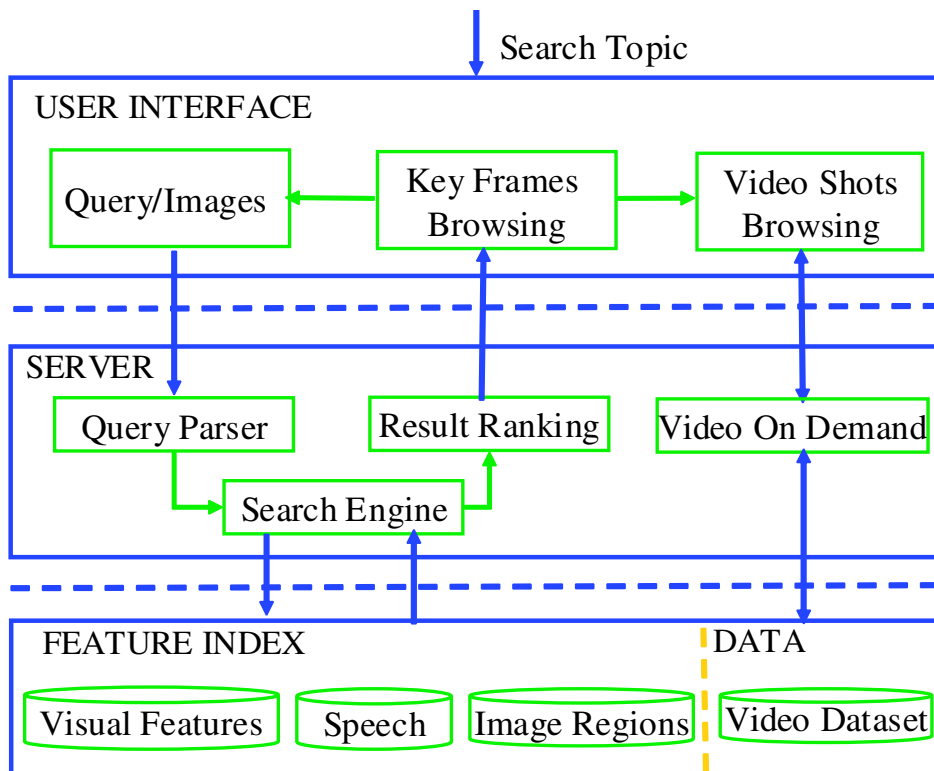 Search Topic
USER INTERFACE
Query/Images
Key Frames
Browsing
Video Shots
Browsing
SERVER
Query Parser
Result Ranking
Video On Demand
Search Engine
FEATURE INDEX
DATA
Visual Features
Speech
Image Regions
Video Dataset